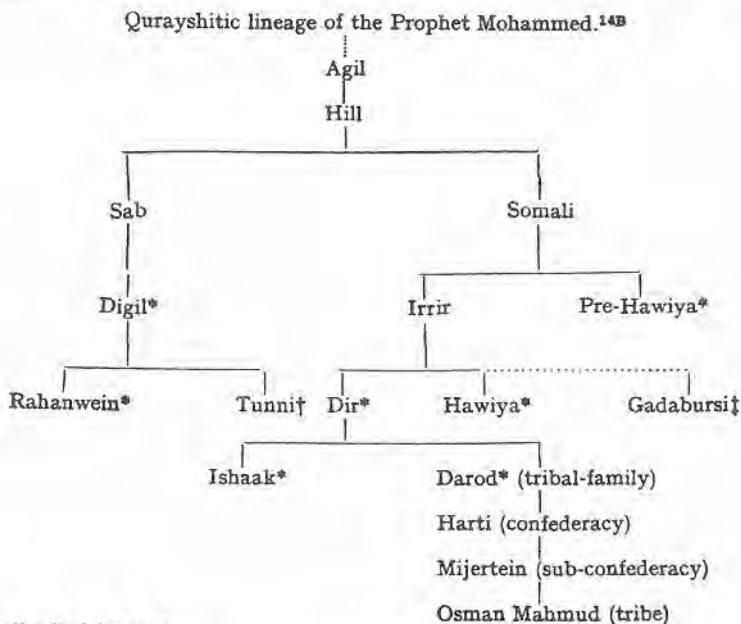 Qurayshitic lineage of the Prophet Mohammed.¹⁴ᴮ
Agil
Hill
Sab Somali
Digil* Irrir Pre-Hawiya*
Rahanwein* Tunni† Dir* Hawiya* Gadabursi‡
Ishaak* Darod* (tribal-family)
Harti (confederacy)
Mijertein (sub-confederacy)
Osman Mahmud (tribe)